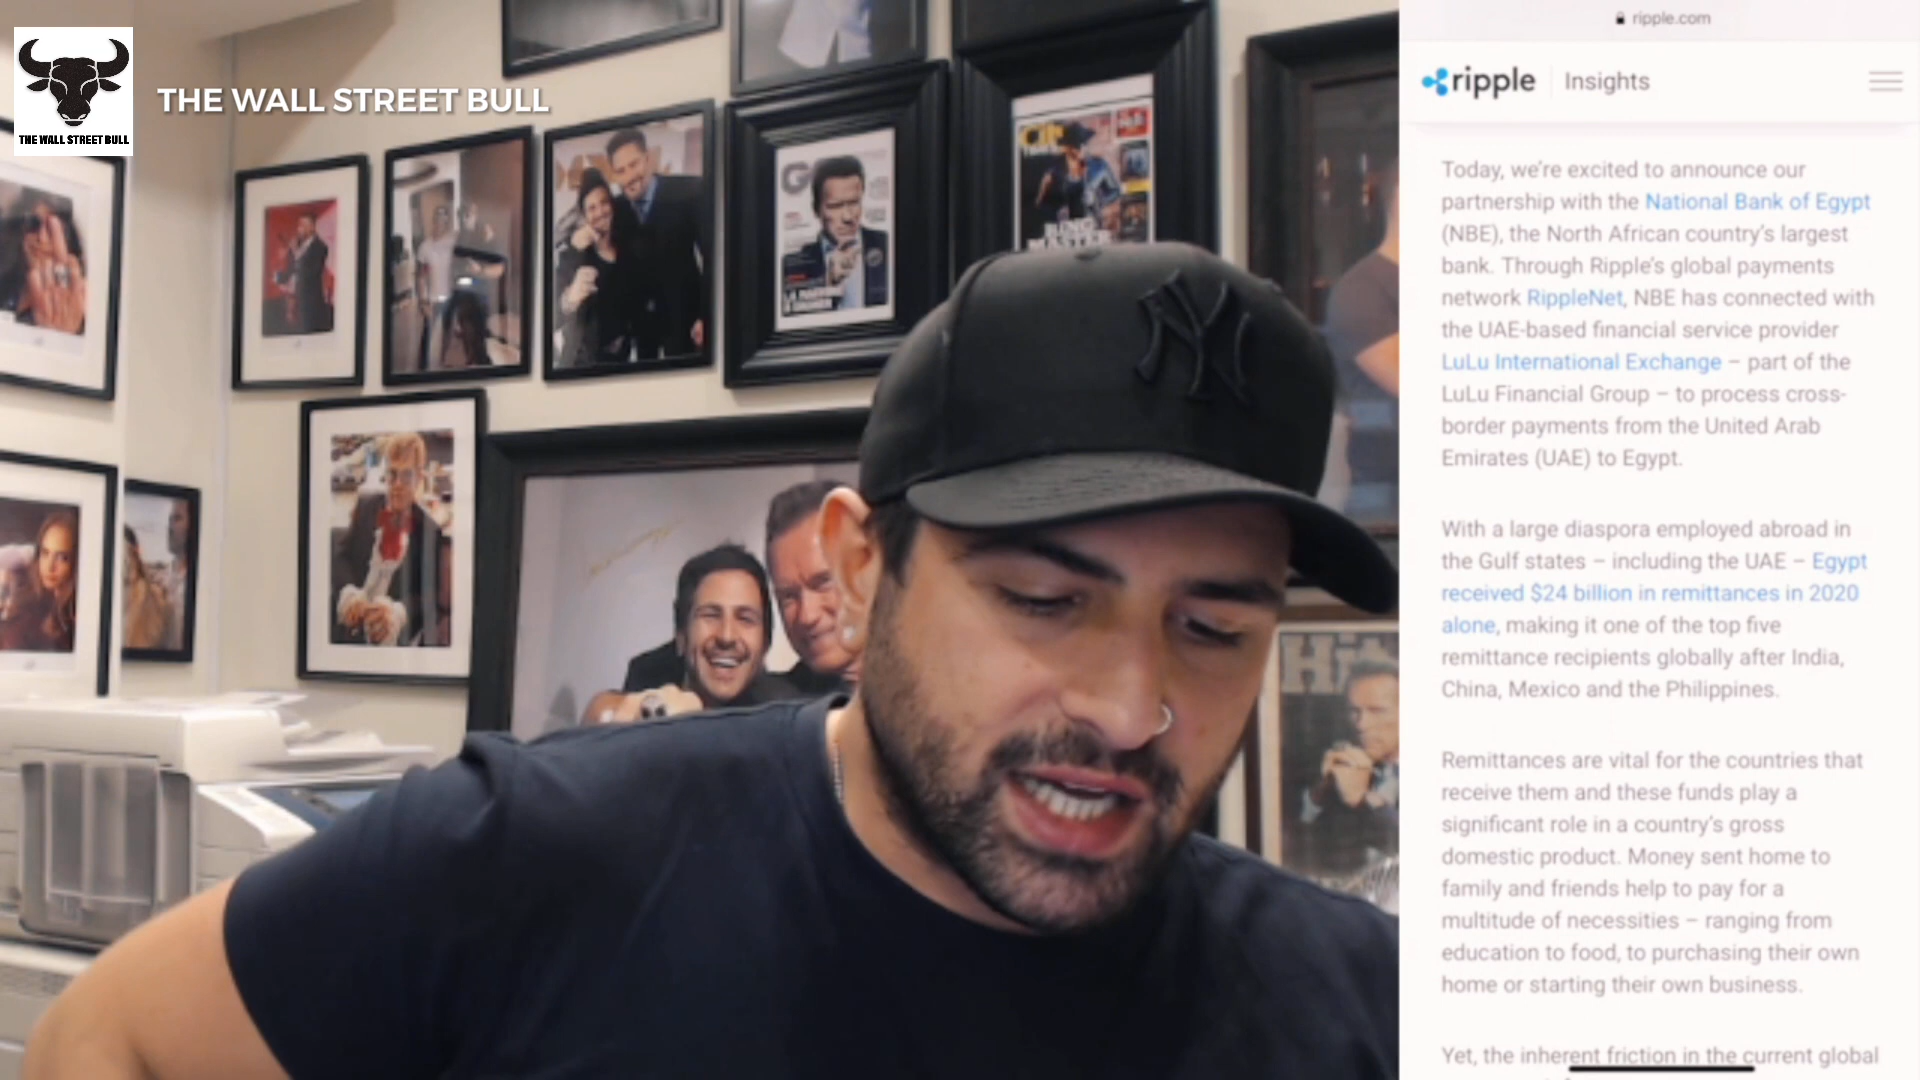 THE WALL STREET BULL
THE WALL STREET BULL
ripple.com
ripple
Insights
Today, we're excited to announce our
partnership with the National Bank of Egypt
(NBE), the North African country's largest
bank. Through Ripple's global payments
network RippleNet, NBE has connected with
the UAE-based financial service provider
LuLu International Exchange – part of the
LuLu Financial Group – to process cross-
border payments from the United Arab
Emirates (UAE) to Egypt.
With a large diaspora employed abroad in
the Gulf states – including the UAE – Egypt
received $24 billion in remittances in 2020
alone, making it one of the top five
remittance recipients globally after India,
China, Mexico and the Philippines.
Remittances are vital for the countries that
receive them and these funds play a
significant role in a country's gross
domestic product. Money sent home to
family and friends help to pay for a
multitude of necessities – ranging from
education to food, to purchasing their own
home or starting their own business.
Yet, the inherent friction in the current global
GQ
RING
MASTER
NY